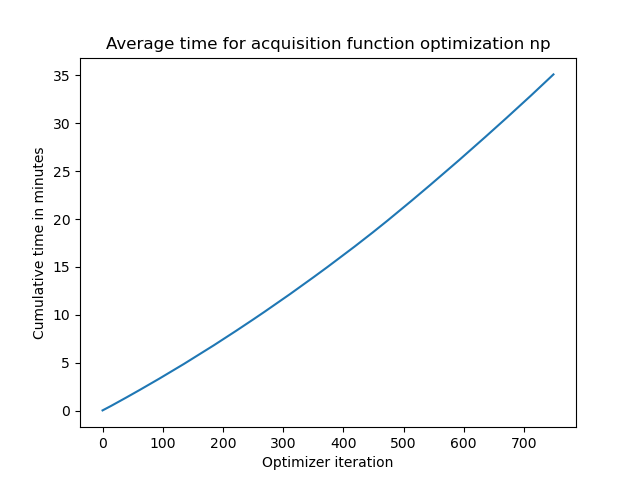 Average time for acquisition function optimization np
Cumulative time in minutes
35
30
25
20
15
10
5
0
0 100 200 300 400 500 600 700
Optimizer iteration